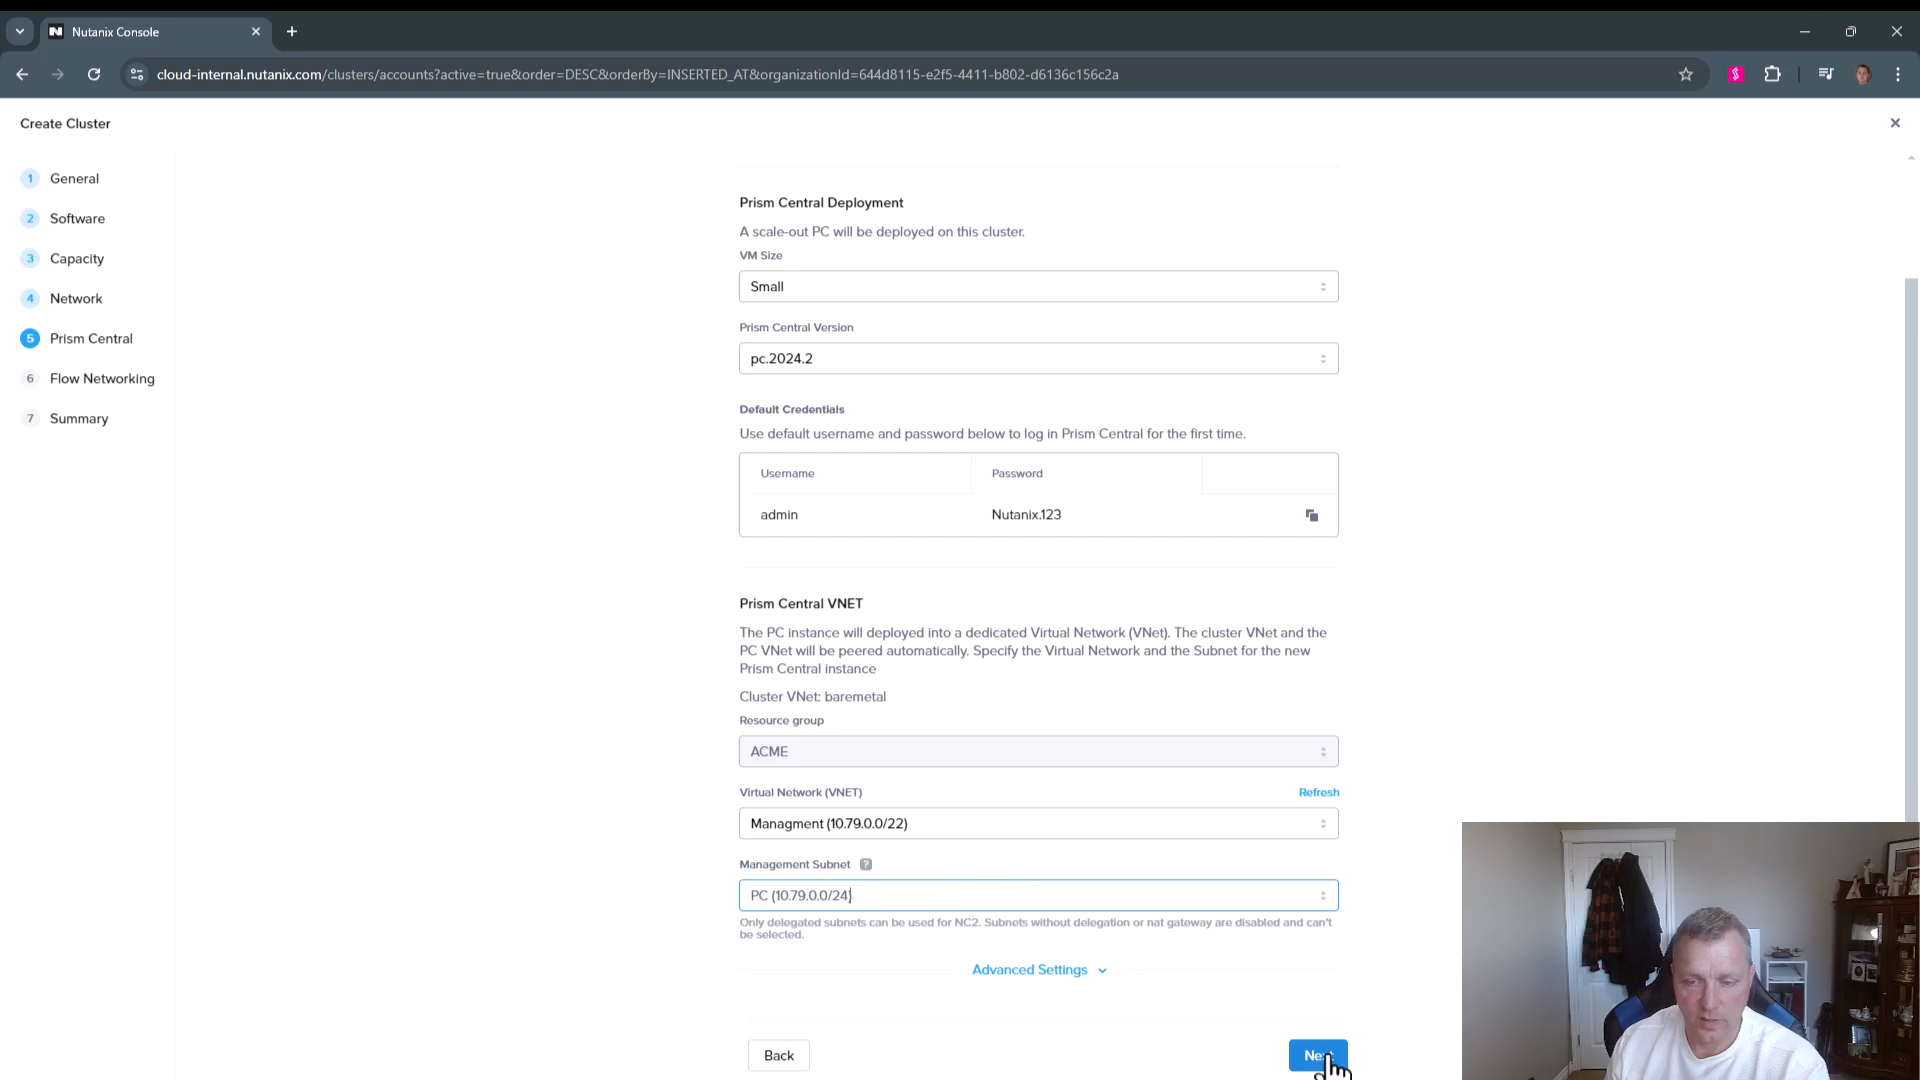 Nutanix Console
cloud-internal.nutanix.com/clusters/accounts?active=true&order=DESC&orderBy=INSERTED_AT&organizationId=644d8115-e2f5-4411-b802-d6136c156c2a
Create Cluster
1 General
2 Software
3 Capacity
4 Network
5 Prism Central
6 Flow Networking
7 Summary
Prism Central Deployment
A scale-out PC will be deployed on this cluster.
VM Size
Small
Prism Central Version
pc.2024.2
Default Credentials
Use default username and password below to log in Prism Central for the first time.
Username Password
admin Nutanix.123
Prism Central VNET
The PC instance will deployed into a dedicated Virtual Network (VNet). The cluster VNet and the
PC VNet will be peered automatically. Specify the Virtual Network and the Subnet for the new
Prism Central instance
Cluster VNet: baremetal
Resource group
ACME
Virtual Network (VNET) Refresh
Managment (10.79.0.0/22)
Management Subnet ?
PC (10.79.0.0/24)
Only delegated subnets can be used for NC2. Subnets without delegation or nat gateway are disabled and can't
be selected.
Advanced Settings
Back Next